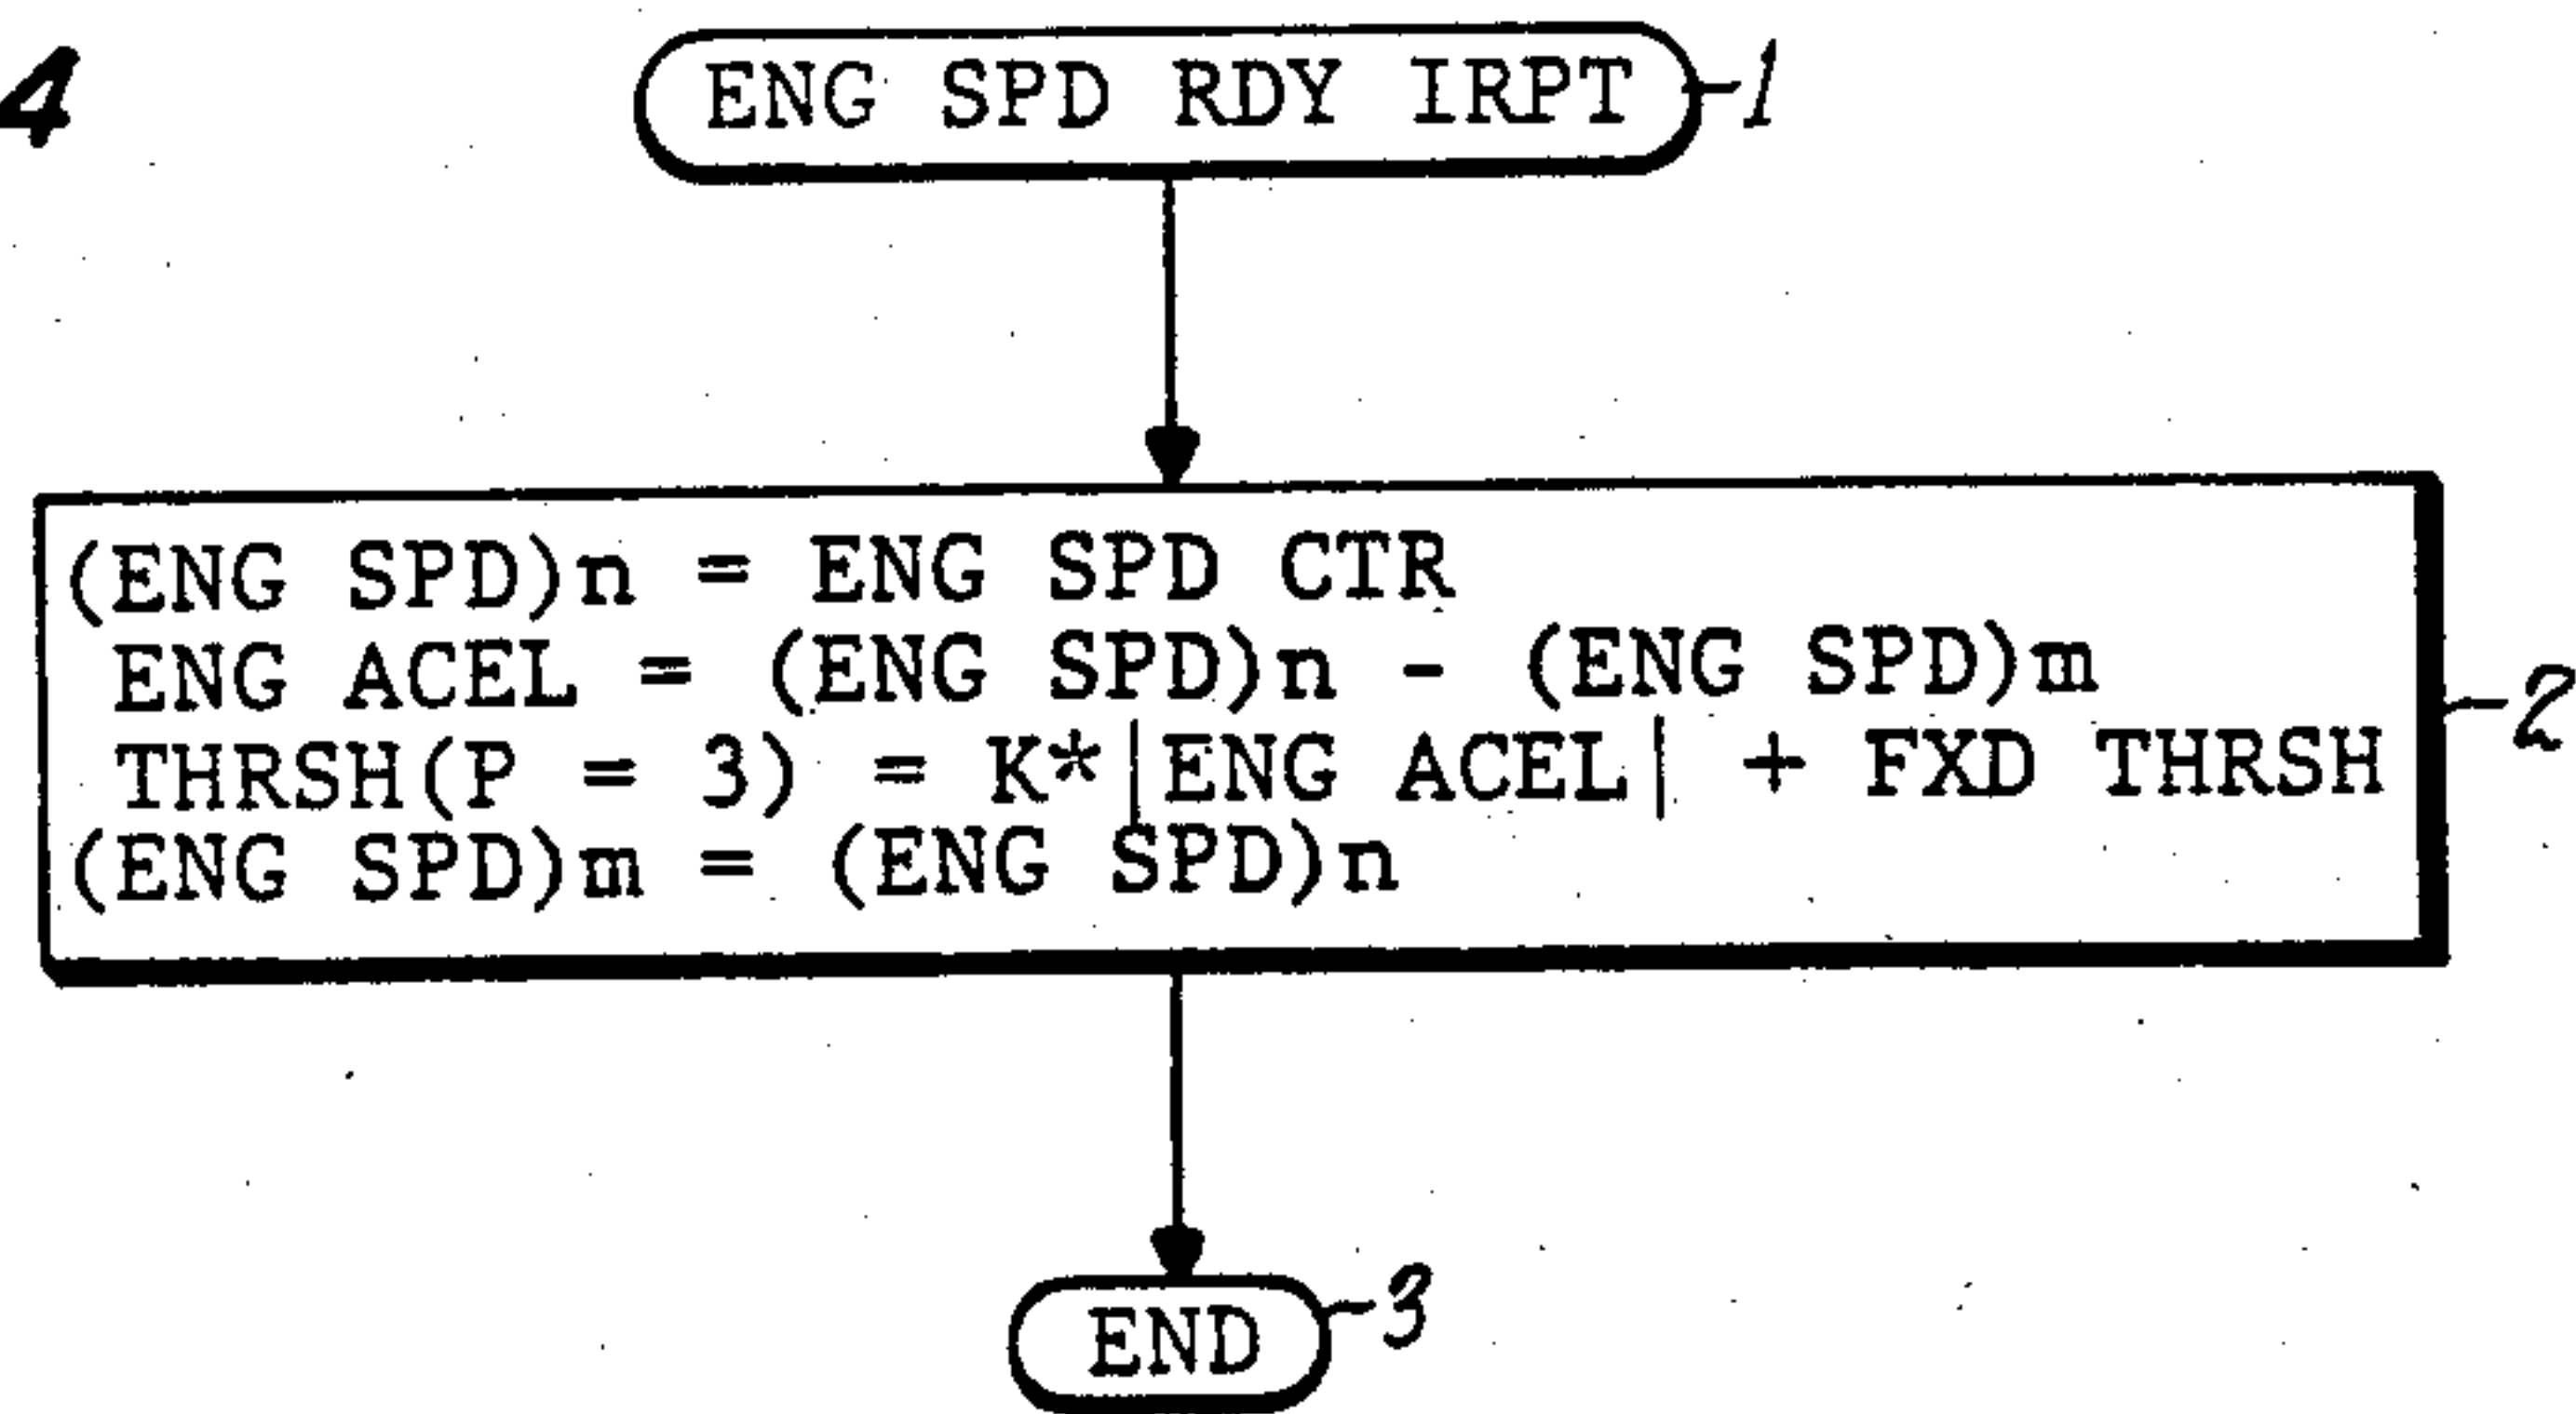 4
ENG SPD RDY IRPT
1
(ENG SPD)n = ENG SPD CTR
ENG ACEL = (ENG SPD)n - (ENG SPD)m
THRSH(P = 3) = K*|ENG ACEL| + FXD THRSH
(ENG SPD)m = (ENG SPD)n
2
END
3